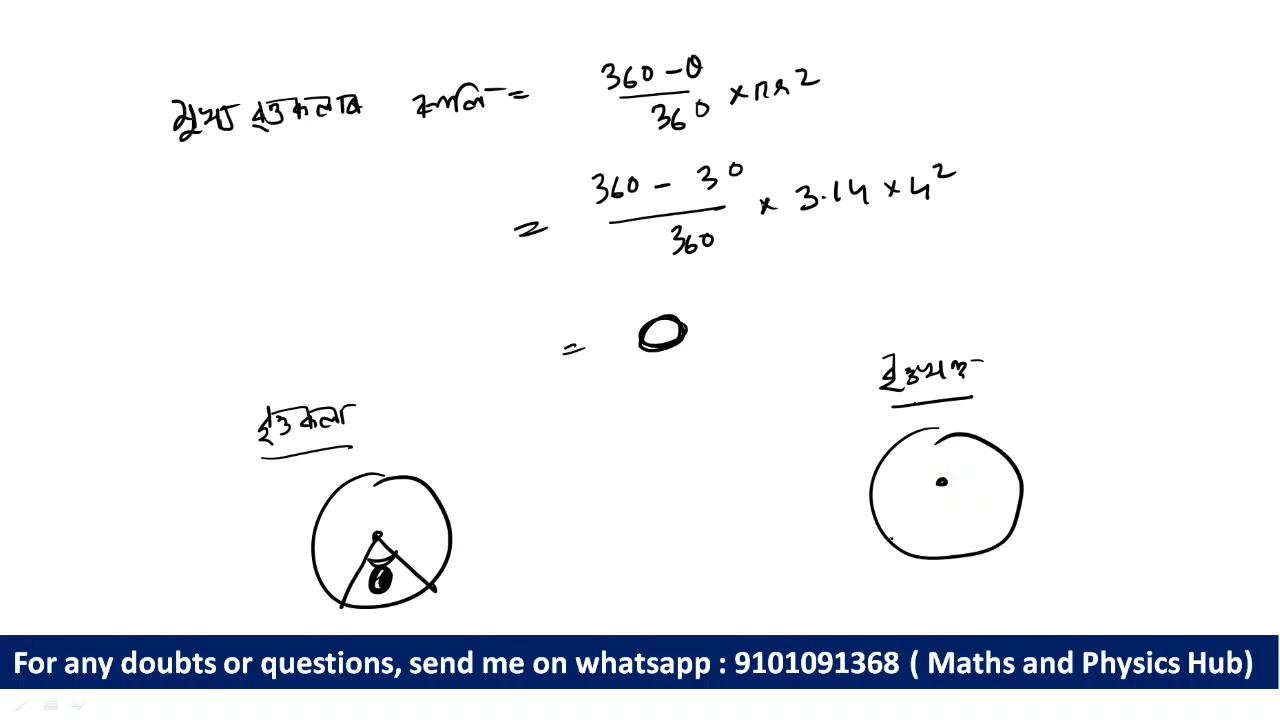 মুখ্য বৃত্তকলাৰ কালি = (360 - θ)/360 × πr²
= (360 - 30)/360 × 3.14 × 4²
=
বৃত্তকলা
বৃত্তখণ্ড
θ
For any doubts or questions, send me on whatsapp : 9101091368 ( Maths and Physics Hub)